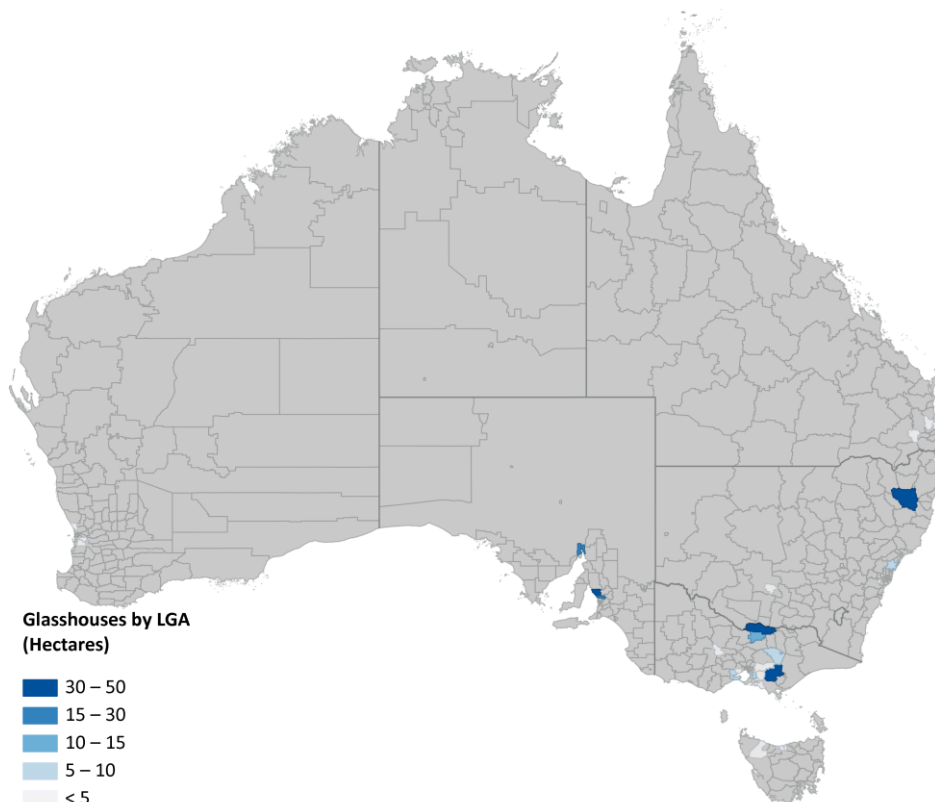 Glasshouses by LGA
(Hectares)
30 – 50
15 – 30
10 – 15
5 – 10
< 5